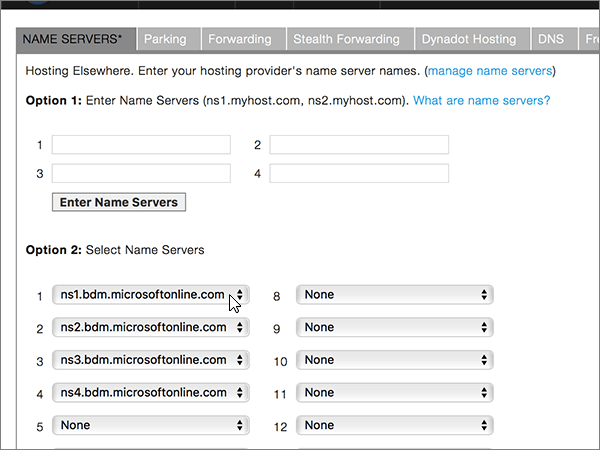 NAME SERVERS* Parking Forwarding Stealth Forwarding Dynadot Hosting DNS
Hosting Elsewhere. Enter your hosting provider's name server names. (manage name servers)
Option 1: Enter Name Servers (ns1.myhost.com, ns2.myhost.com). What are name servers?
1 2
3 4
Enter Name Servers
Option 2: Select Name Servers
1 ns1.bdm.microsoftonline.com 8 None
2 ns2.bdm.microsoftonline.com 9 None
3 ns3.bdm.microsoftonline.com 10 None
4 ns4.bdm.microsoftonline.com 11 None
5 None 12 None